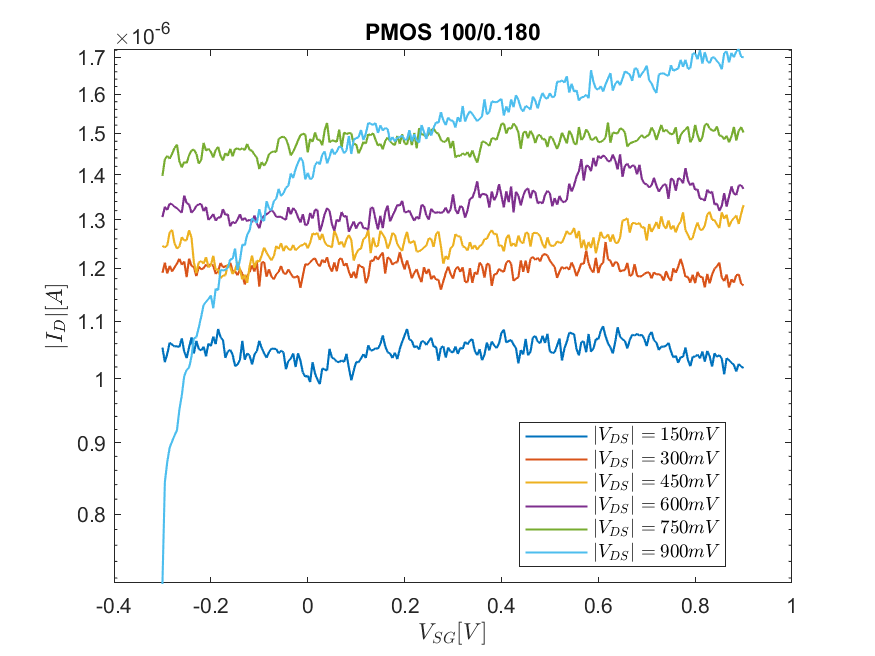 PMOS 100/0.180
×10^-6
1.7
1.6
1.5
1.4
1.3
1.2
1.1
1
0.9
0.8
|I_D|[A]
-0.4 -0.2 0 0.2 0.4 0.6 0.8 1
V_SG[V]
|V_DS| = 150mV
|V_DS| = 300mV
|V_DS| = 450mV
|V_DS| = 600mV
|V_DS| = 750mV
|V_DS| = 900mV